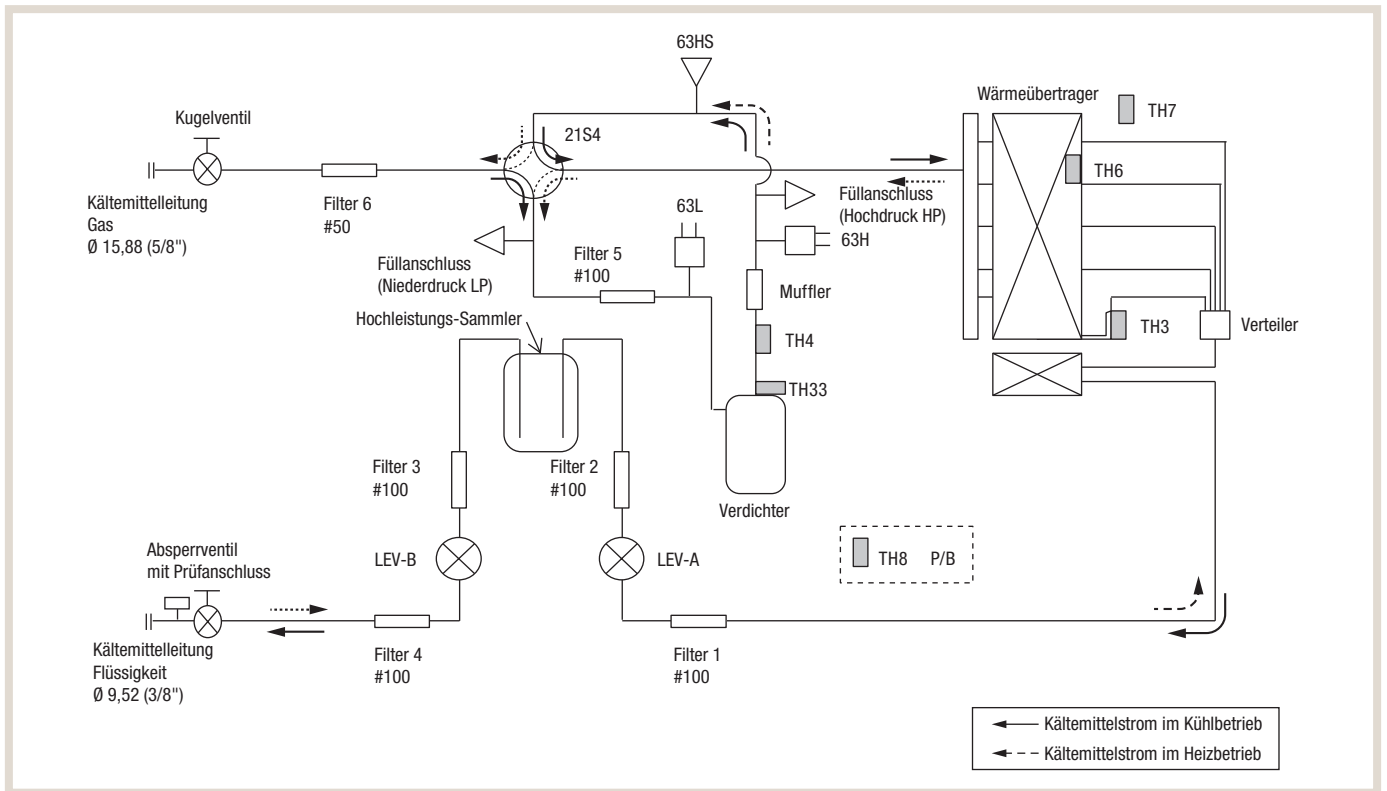 63HS
Wärmeübertrager
TH7
Kugelventil
21S4
TH6
Kältemittelleitung
Gas
Ø 15,88 (5/8")
Filter 6
#50
63L
Füllanschluss
(Hochdruck HP)
63H
Füllanschluss
(Niederdruck LP)
Filter 5
#100
Muffler
Hochleistungs-Sammler
TH3
Verteiler
TH4
TH33
Filter 3
#100
Filter 2
#100
Verdichter
Absperrventil
mit Prüfanschluss
LEV-B
LEV-A
TH8 P/B
Kältemittelleitung
Flüssigkeit
Ø 9,52 (3/8")
Filter 4
#100
Filter 1
#100
Kältemittelstrom im Kühlbetrieb
Kältemittelstrom im Heizbetrieb